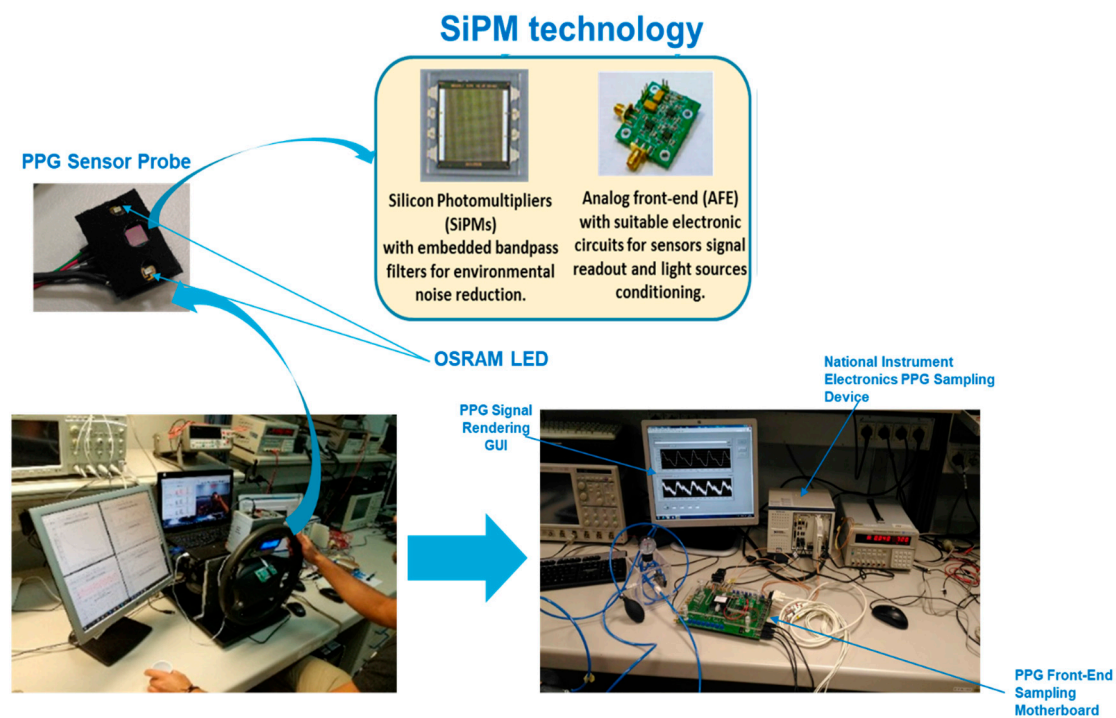 SiPM technology
PPG Sensor Probe
Silicon Photomultipliers
(SiPMs)
with embedded bandpass
filters for environmental
noise reduction.
Analog front-end (AFE)
with suitable electronic
circuits for sensors signal
readout and light sources
conditioning.
OSRAM LED
National Instrument
Electronics PPG Sampling
Device
PPG Signal
Rendering
GUI
PPG Front-End
Sampling
Motherboard